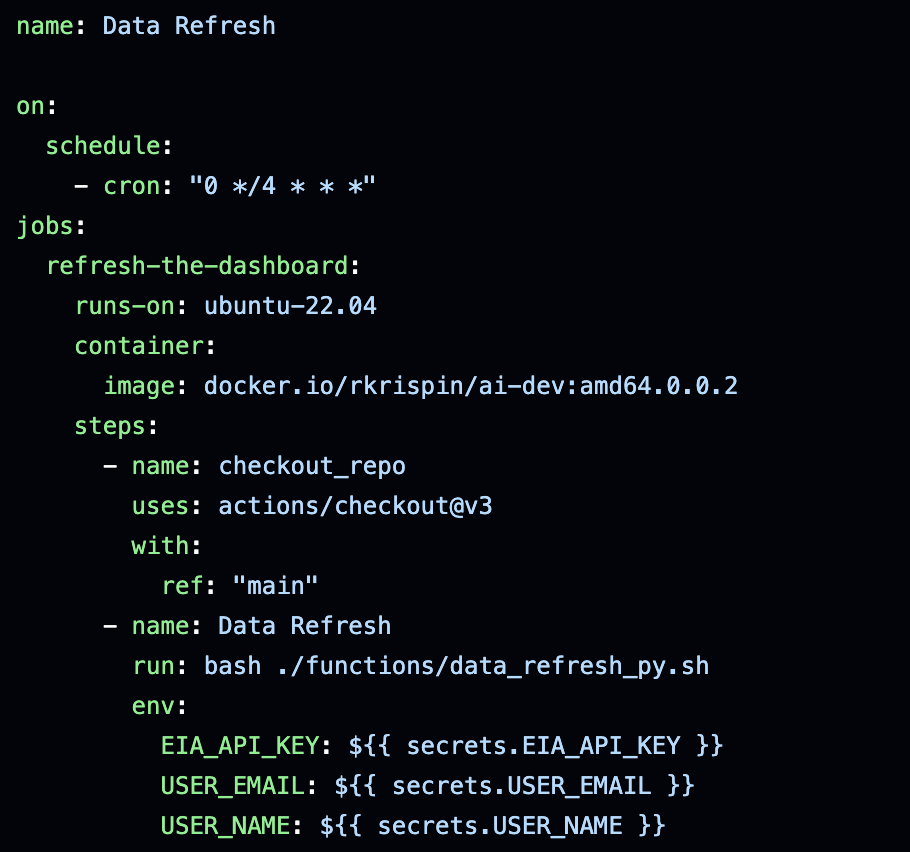 name: Data Refresh

on:
  schedule:
    - cron: "0 */4 * * *"
jobs:
  refresh-the-dashboard:
    runs-on: ubuntu-22.04
    container:
      image: docker.io/rkrispin/ai-dev:amd64.0.0.2
    steps:
      - name: checkout_repo
        uses: actions/checkout@v3
        with:
          ref: "main"
      - name: Data Refresh
        run: bash ./functions/data_refresh_py.sh
        env:
          EIA_API_KEY: ${{ secrets.EIA_API_KEY }}
          USER_EMAIL: ${{ secrets.USER_EMAIL }}
          USER_NAME: ${{ secrets.USER_NAME }}